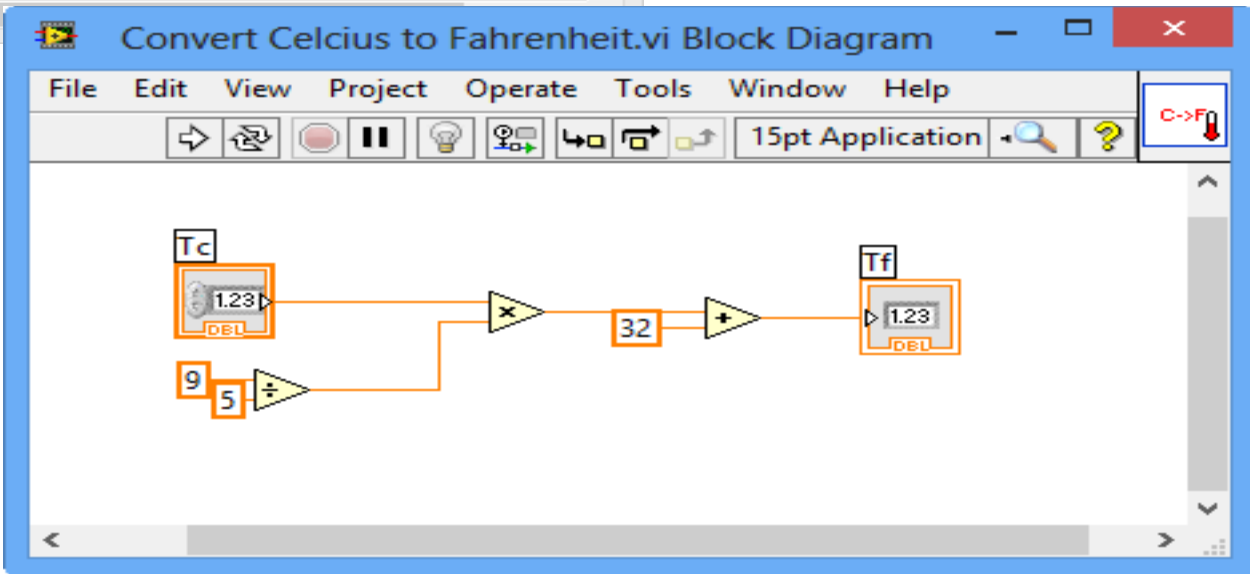 Convert Celcius to Fahrenheit.vi Block Diagram
File Edit View Project Operate Tools Window Help
15pt Application
C->F
Tc
1.23
DBL
9
5
÷
×
32
+
Tf
1.23
DBL